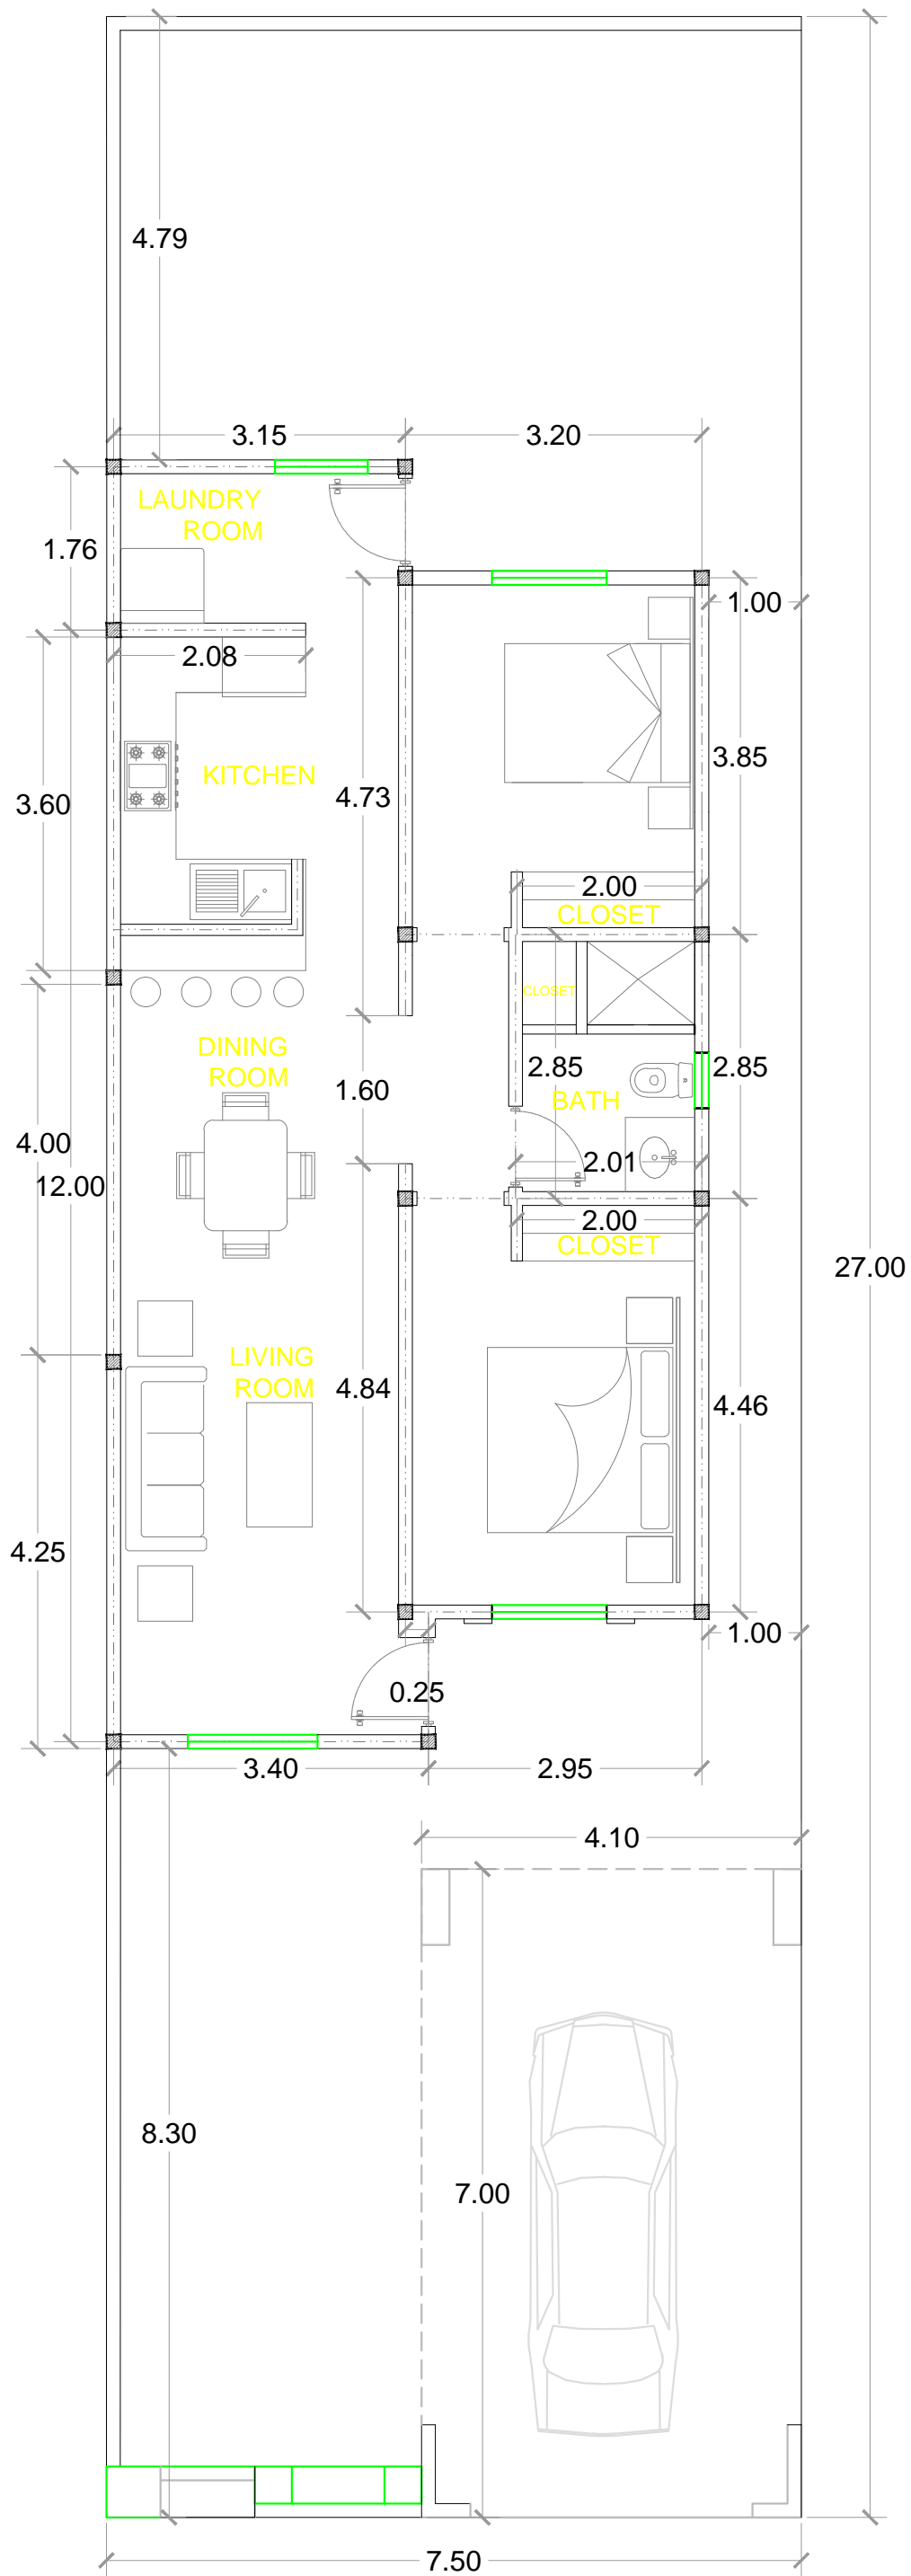 4.79
3.15
3.20
LAUNDRY
ROOM
1.76
1.00
2.08
3.85
KITCHEN
4.73
3.60
2.00
CLOSET
CLOSET
DINING
ROOM
2.85
2.85
1.60
BATH
4.00
2.01
12.00
2.00
CLOSET
27.00
LIVING
ROOM
4.84
4.46
4.25
1.00
0.25
3.40
2.95
4.10
8.30
7.00
7.50